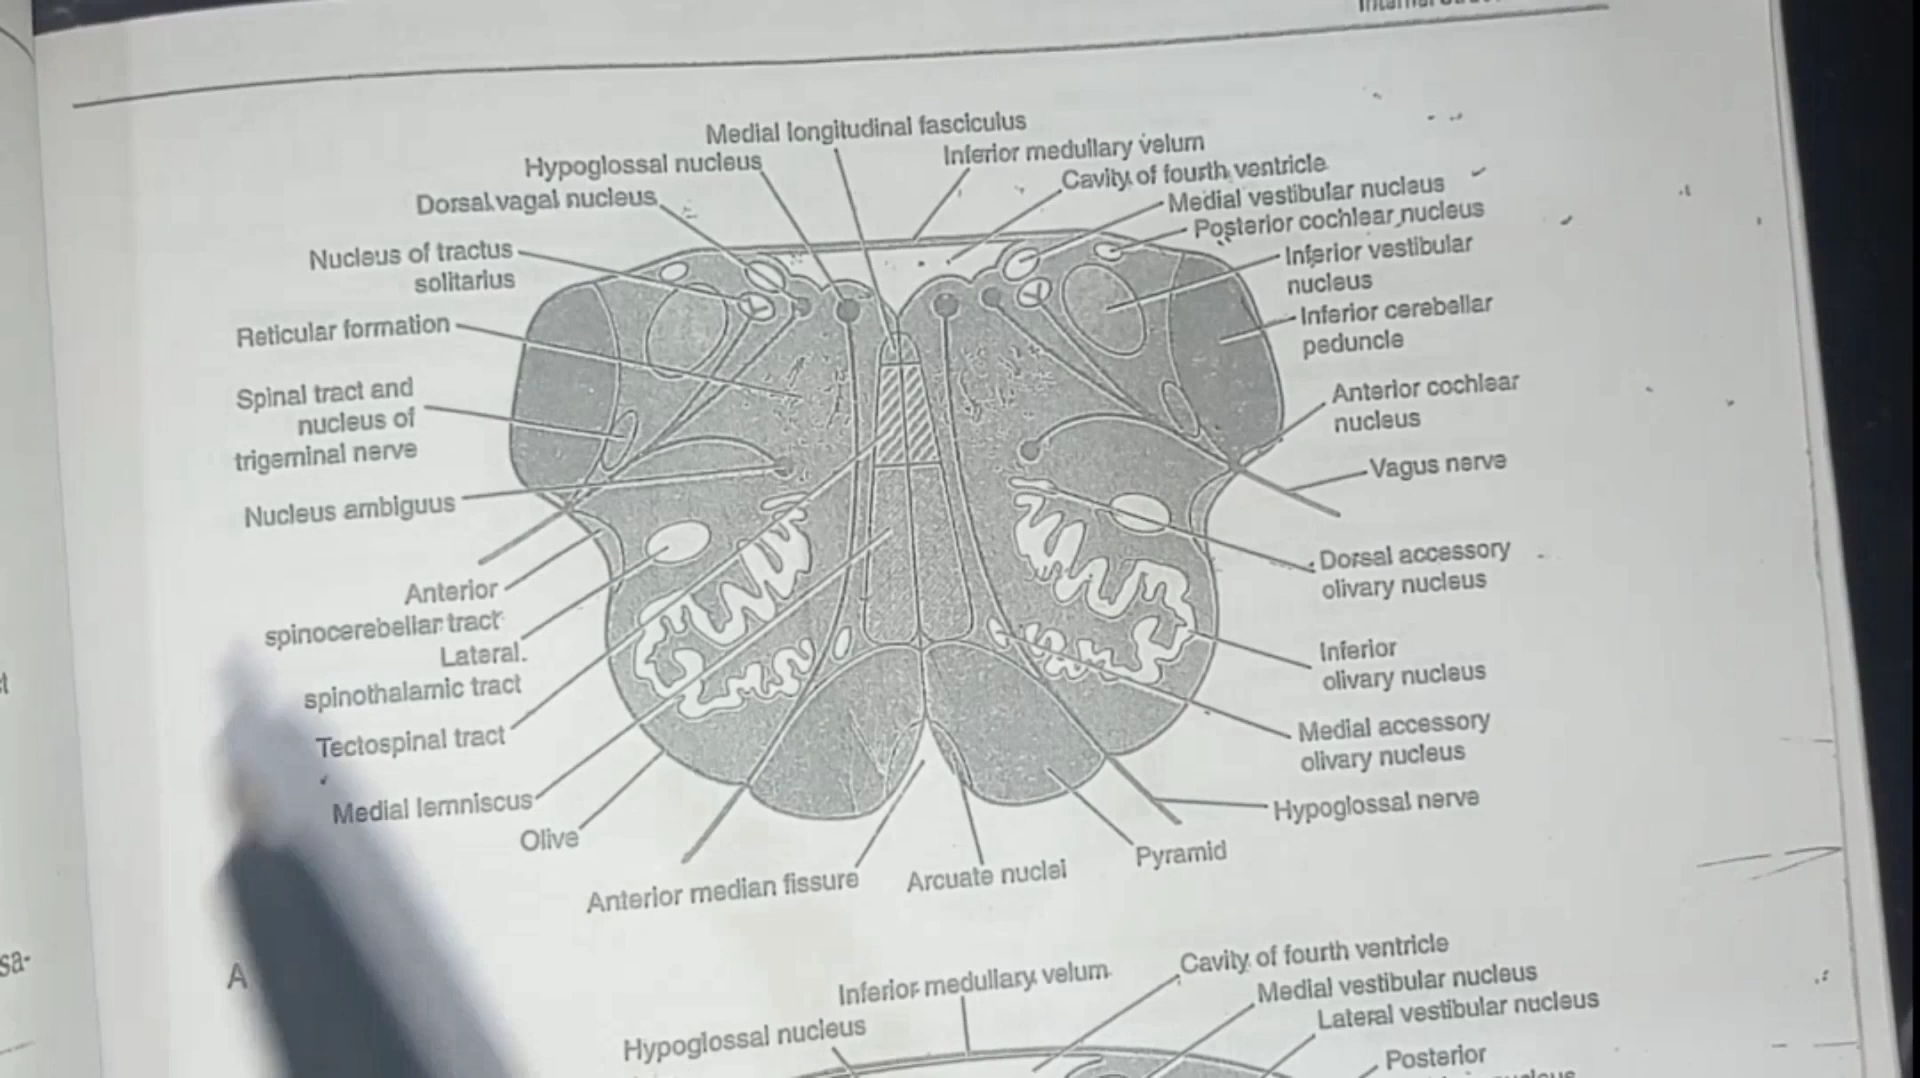 Medial longitudinal fasciculus
Hypoglossal nucleus
Inferior medullary velum
Dorsal vagal nucleus
Cavity of fourth ventricle
Medial vestibular nucleus
Posterior cochlear nucleus
Nucleus of tractus
solitarius
Inferior vestibular
nucleus
Reticular formation
Inferior cerebellar
peduncle
Spinal tract and
nucleus of
trigeminal nerve
Anterior cochlear
nucleus
Vagus nerve
Nucleus ambiguus
Dorsal accessory
olivary nucleus
Anterior
spinocerebellar tract
Lateral
spinothalamic tract
Inferior
olivary nucleus
Tectospinal tract
Medial accessory
olivary nucleus
Medial lemniscus
Hypoglossal nerve
Olive
Pyramid
Anterior median fissure
Arcuate nuclei
sa-
A
Cavity of fourth ventricle
Inferior medullary velum
Medial vestibular nucleus
Lateral vestibular nucleus
Hypoglossal nucleus
Posterior